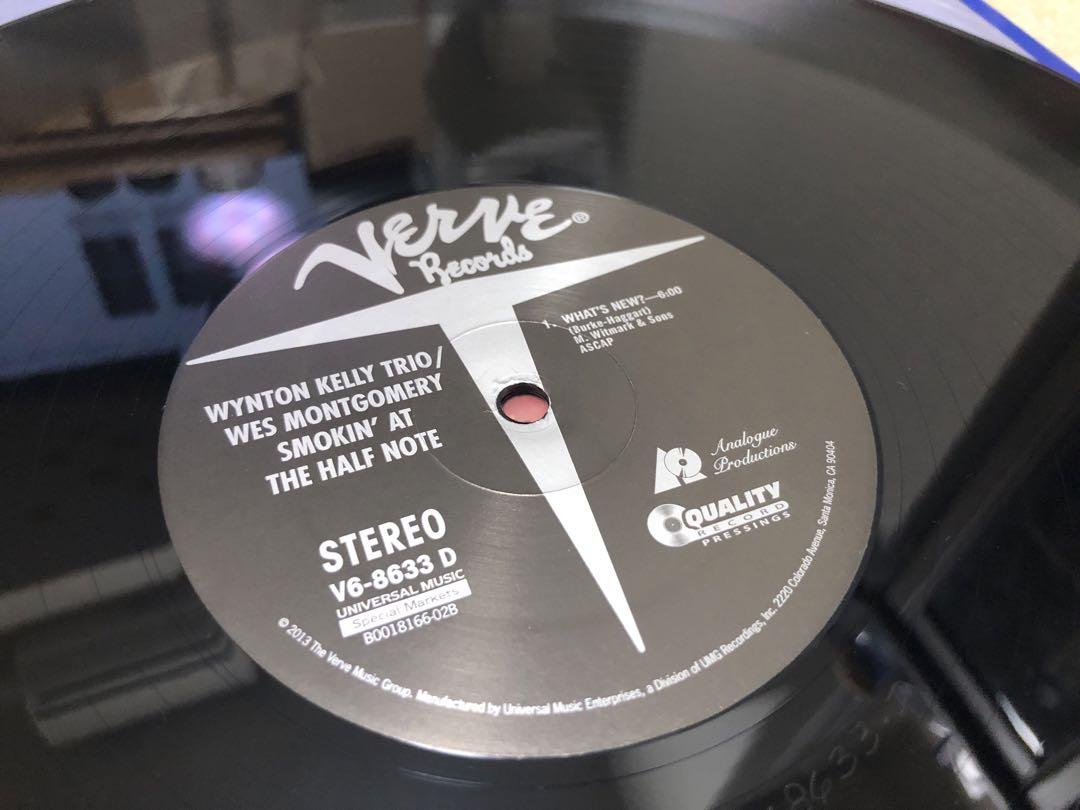 Verve®
Records
1. WHAT'S NEW?—6:00
(Burke-Haggart)
M. Witmark & Sons
ASCAP
WYNTON KELLY TRIO/
WES MONTGOMERY
SMOKIN' AT
THE HALF NOTE
Analogue
Productions
QUALITY
RECORD
PRESSINGS
STEREO
V6-8633 D
UNIVERSAL MUSIC
Special Markets
B0018166-02B
© 2013 The Verve Music Group. Manufactured by Universal Music Enterprises, a Division of UMG Recordings, Inc. 2220 Colorado Avenue, Santa Monica, CA 90404